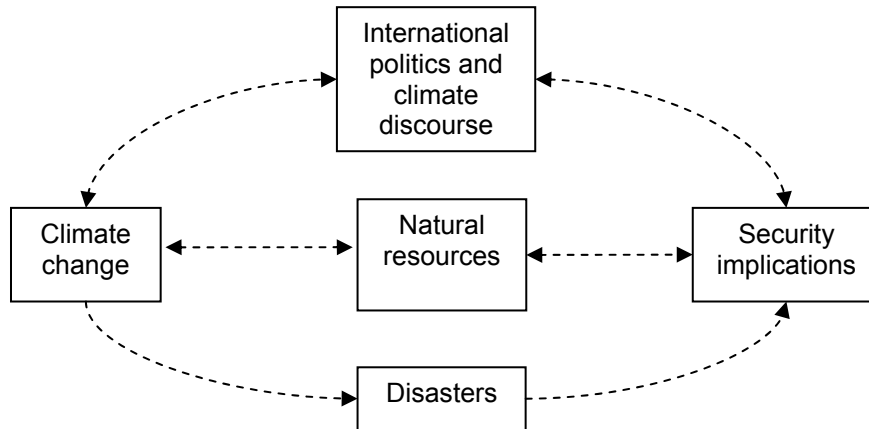 International
politics and
climate
discourse
Climate
change
Natural
resources
Security
implications
Disasters